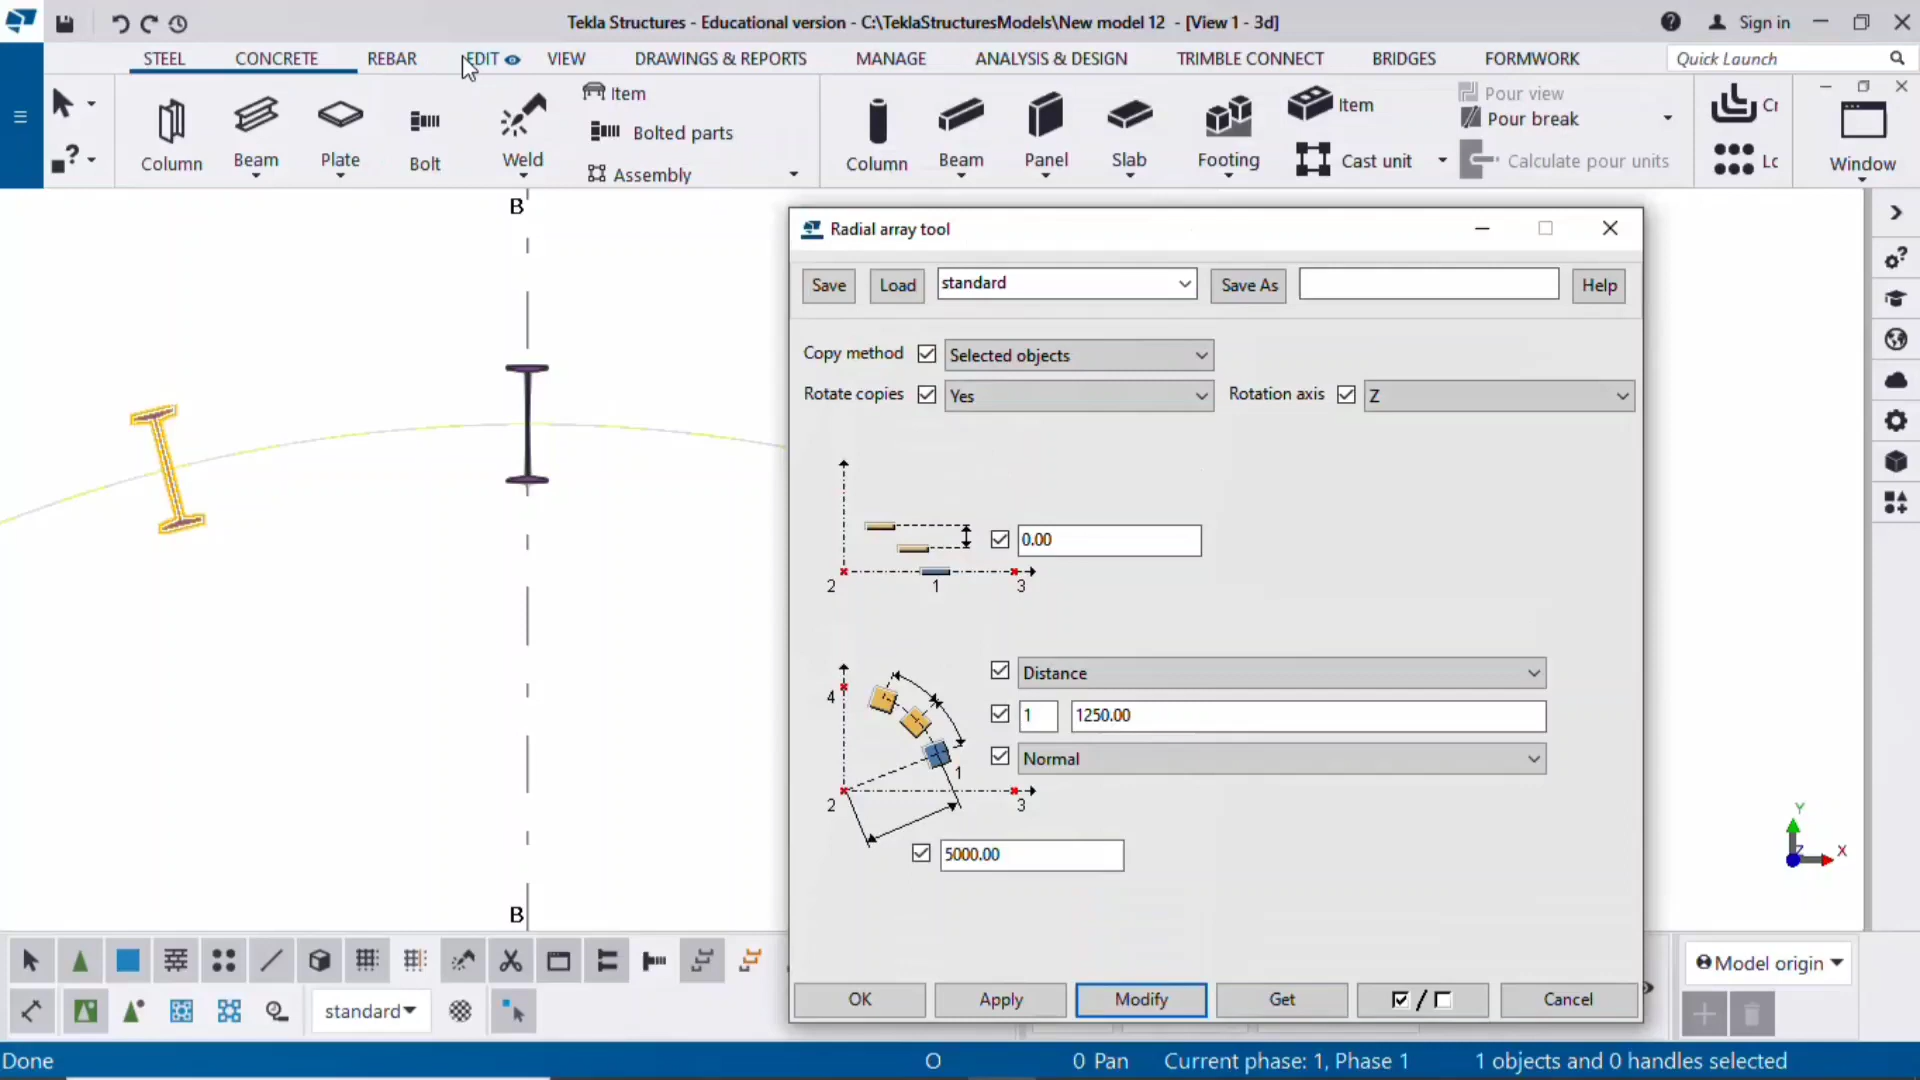 Tekla Structures - Educational version - C:\TeklaStructuresModels\New model 12 - [View 1 - 3d]
Sign in
STEEL CONCRETE REBAR EDIT VIEW DRAWINGS & REPORTS MANAGE ANALYSIS & DESIGN TRIMBLE CONNECT BRIDGES FORMWORK Quick Launch
Column Beam Plate Bolt Weld
Item
Bolted parts
Assembly
Column Beam Panel Slab Footing
Item
Cast unit
Pour view
Pour break
Calculate pour units
Cr
Lc
Window
B
B
Radial array tool
Save Load standard Save As Help
Copy method Selected objects
Rotate copies Yes Rotation axis Z
0.00
2 1 3
Distance
4
1 1250.00
Normal
1
2 3
5000.00
OK Apply Modify Get / Cancel
Y
X
Z
Model origin
standard
Done O 0 Pan Current phase: 1, Phase 1 1 objects and 0 handles selected